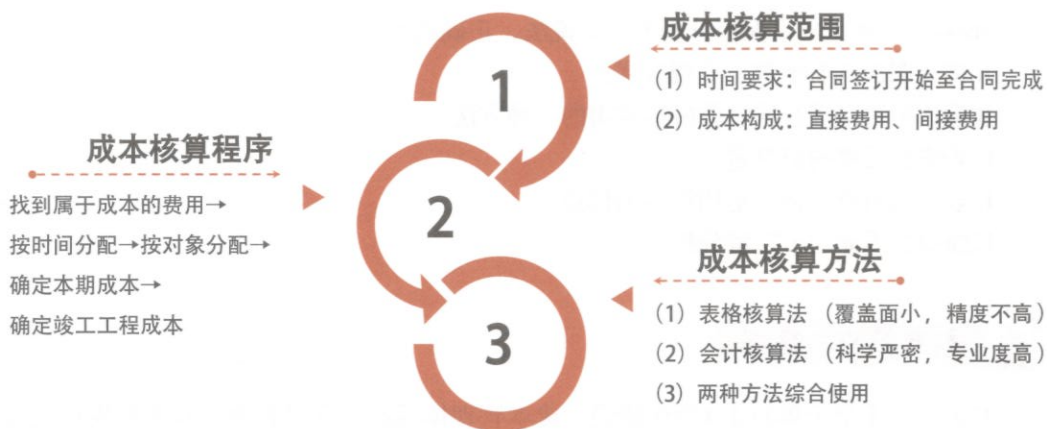 1
成本核算范围
(1) 时间要求：合同签订开始至合同完成
(2) 成本构成：直接费用、间接费用
2
成本核算程序
找到属于成本的费用→
按时间分配→按对象分配→
确定本期成本→
确定竣工工程成本
3
成本核算方法
(1) 表格核算法 （覆盖面小，精度不高）
(2) 会计核算法 （科学严密，专业度高）
(3) 两种方法综合使用